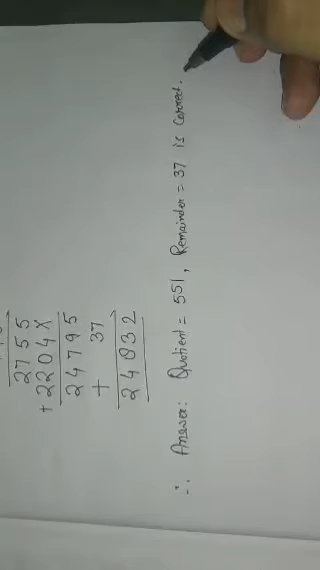 2755
+ 2204x
24795
+ 37
24832
∴ Answer: Quotient = 551, Remainder = 37 is correct.